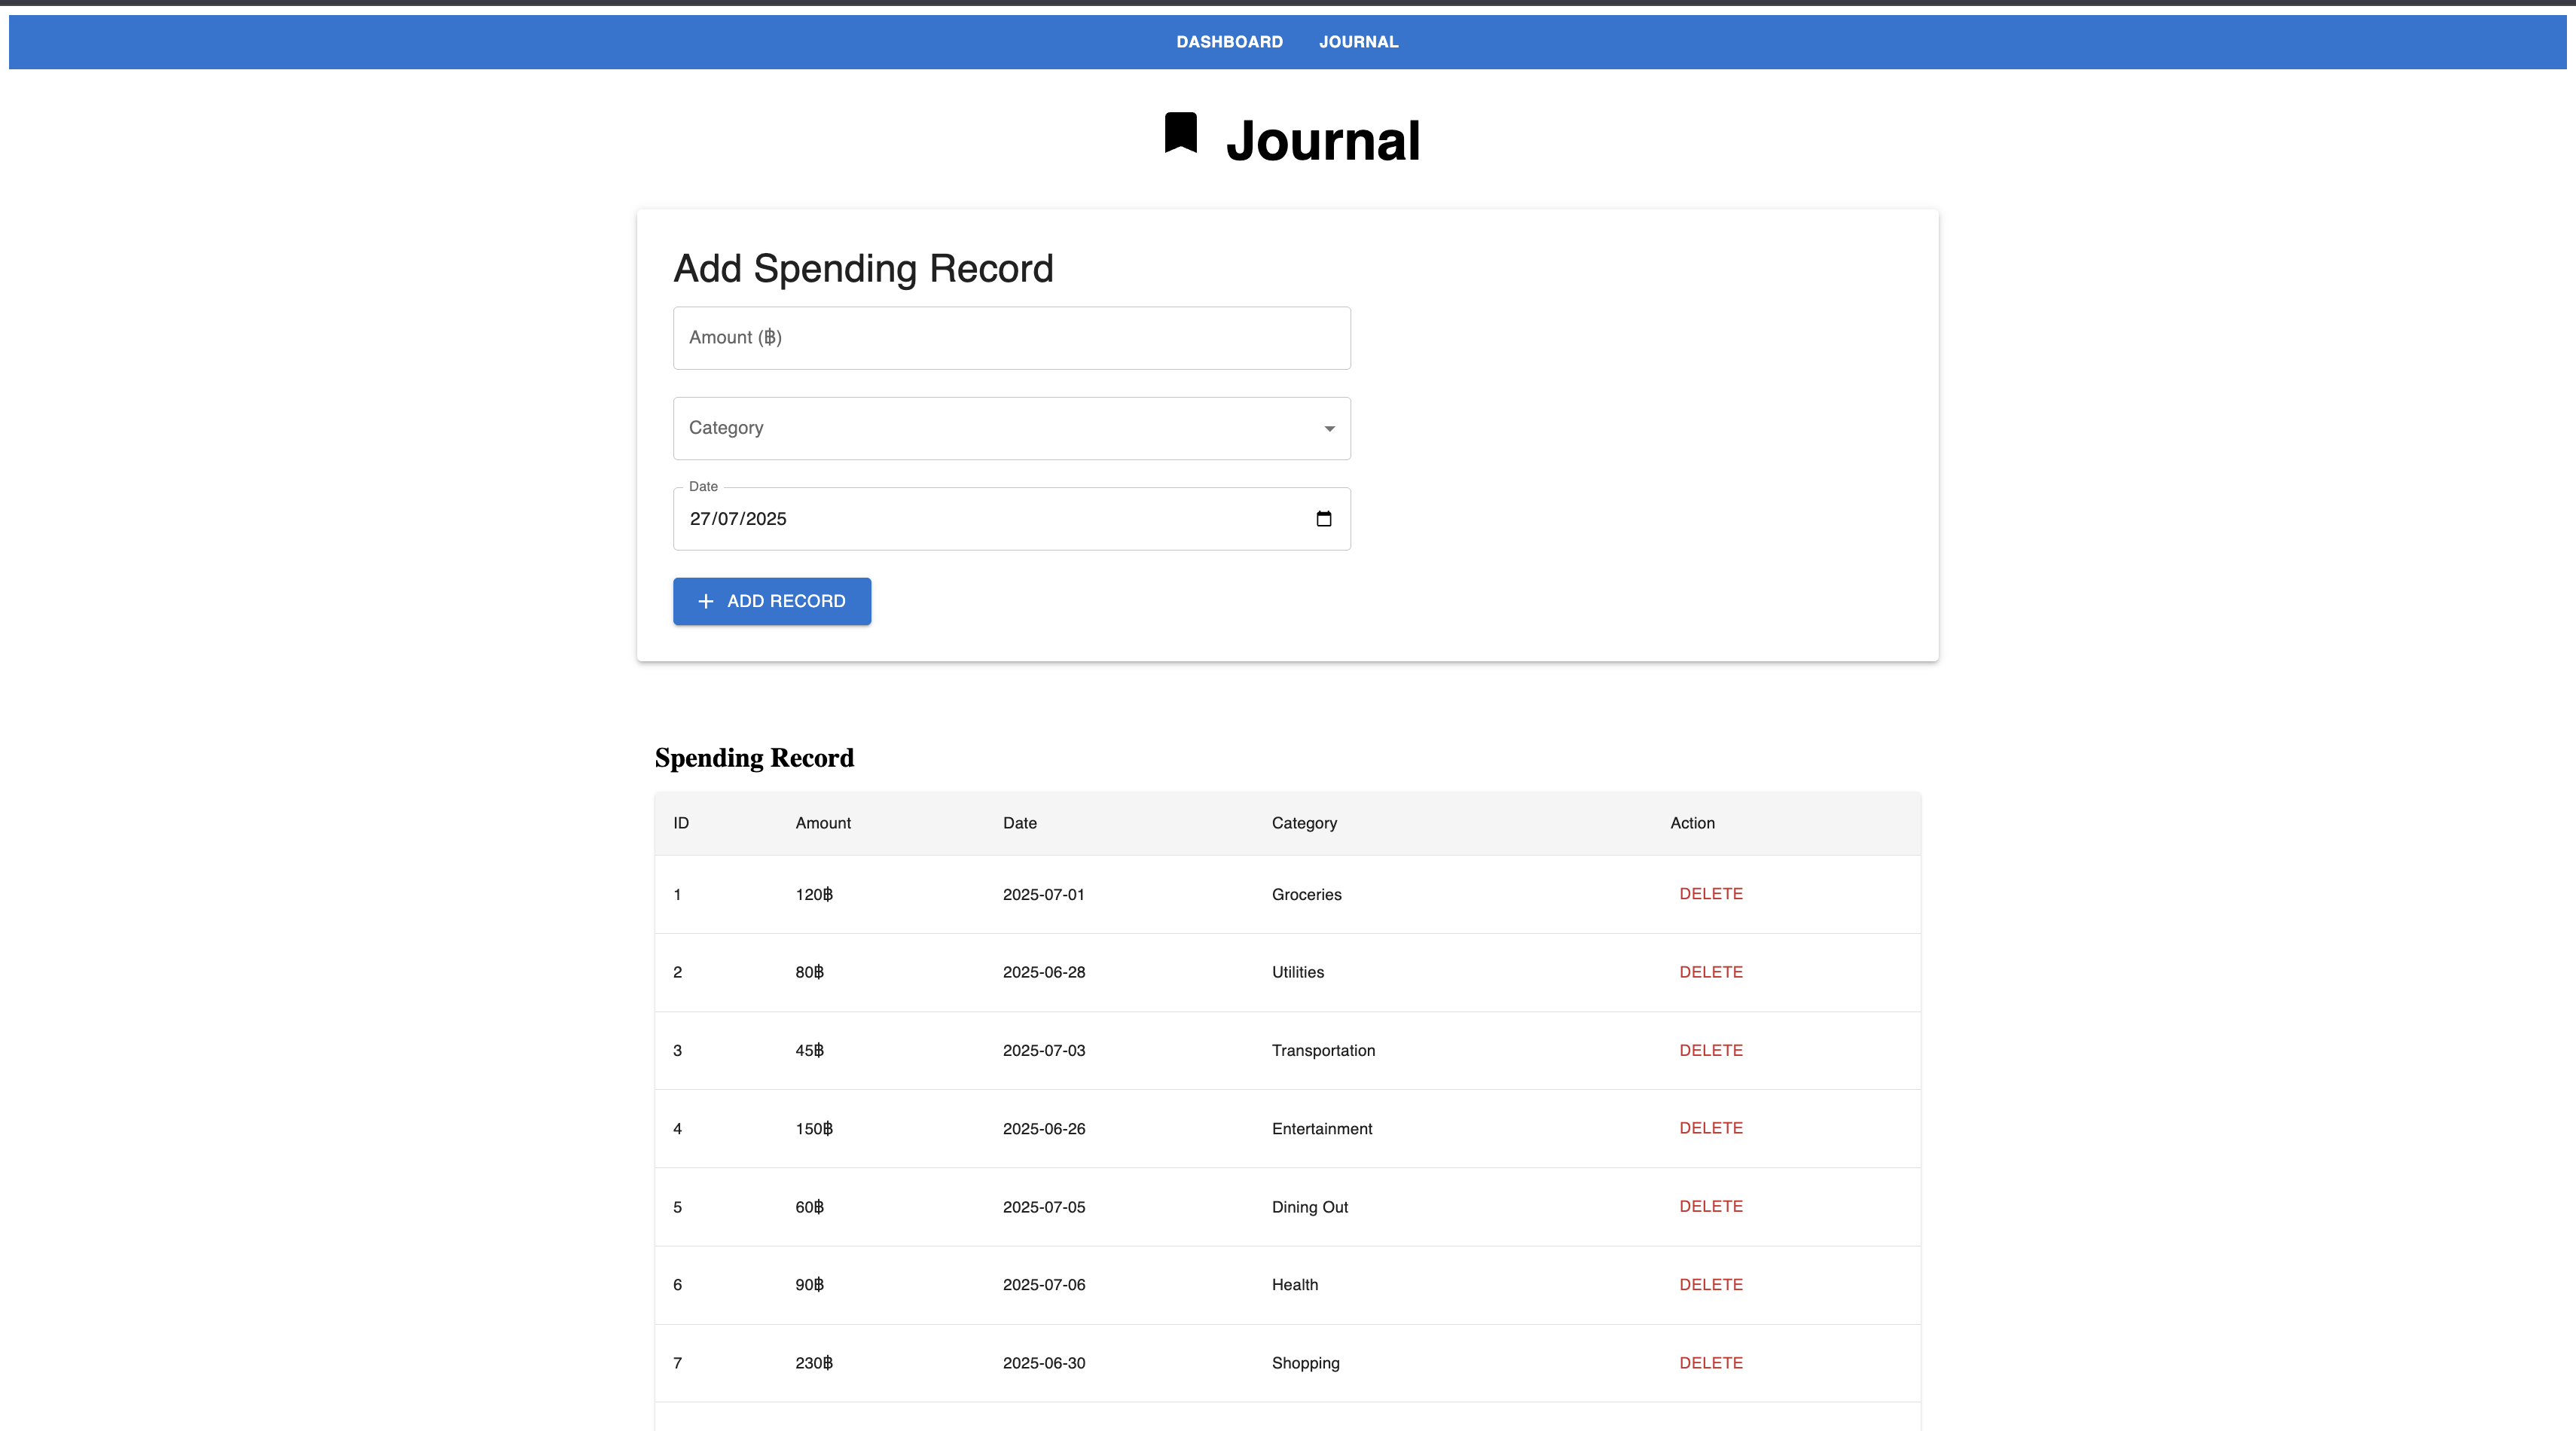 DASHBOARD JOURNAL
Journal
Add Spending Record
Amount (฿)
Category
Date
27/07/2025
+ ADD RECORD
Spending Record
ID Amount Date Category Action
1 120฿ 2025-07-01 Groceries DELETE
2 80฿ 2025-06-28 Utilities DELETE
3 45฿ 2025-07-03 Transportation DELETE
4 150฿ 2025-06-26 Entertainment DELETE
5 60฿ 2025-07-05 Dining Out DELETE
6 90฿ 2025-07-06 Health DELETE
7 230฿ 2025-06-30 Shopping DELETE